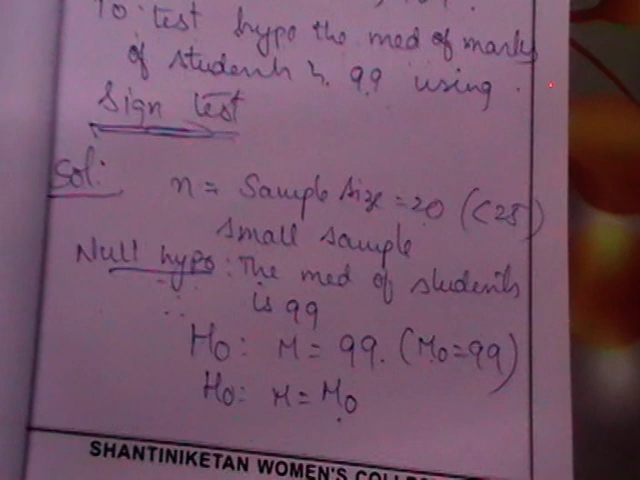 To test hypo the med of marks
of students is 99 using
Sign test
Sol: n = Sample size = 20 (<25)
small sample
Null hypo: The med of students
is 99
H0: M = 99. (M0=99)
H0: M = M0
SHANTINIKETAN WOMEN'S COLLEG